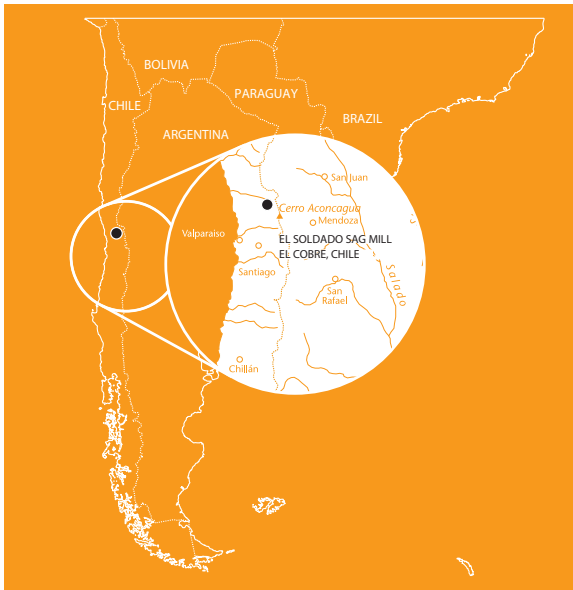 BOLIVIA
CHILE
PARAGUAY
BRAZIL
ARGENTINA
San Juan
Cerro Aconcagua
Mendoza
Valparaiso
EL SOLDADO SAG MILL
EL COBRE, CHILE
Santiago
Salado
San
Rafael
Chillán